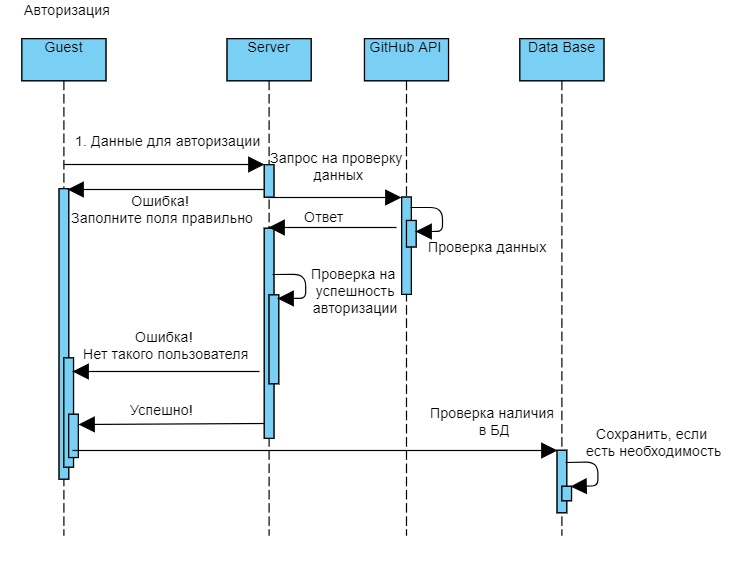 Авторизация
Guest
Server
GitHub API
Data Base
1. Данные для авторизации
Запрос на проверку
данных
Ошибка!
Заполните поля правильно
Ответ
Проверка данных
Проверка на
успешность
авторизации
Ошибка!
Нет такого пользователя
Успешно!
Проверка наличия
в БД
Сохранить, если
есть необходимость